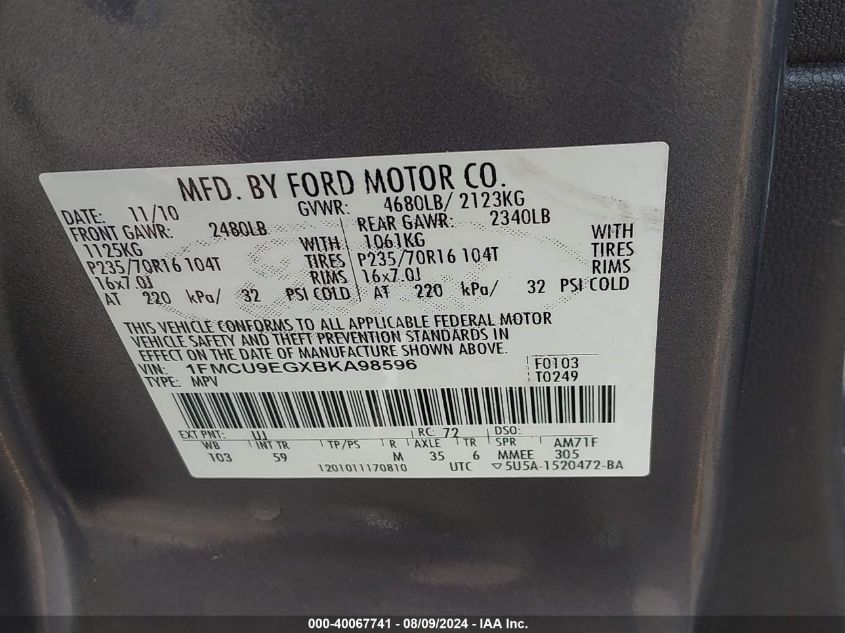 MFD. BY FORD MOTOR CO.
DATE: 11/10 GVWR: 4680LB/ 2123KG
FRONT GAWR: 2480LB REAR GAWR: 2340LB
1125KG WITH 1061KG WITH
P235/70R16 104T TIRES P235/70R16 104T TIRES
16x7.0J RIMS 16x7.0J RIMS
AT 220 kPa/ 32 PSI COLD AT 220 kPa/ 32 PSI COLD
THIS VEHICLE CONFORMS TO ALL APPLICABLE FEDERAL MOTOR
VEHICLE SAFETY AND THEFT PREVENTION STANDARDS IN
EFFECT ON THE DATE OF MANUFACTURE SHOWN ABOVE.
VIN: 1FMCU9EGXBKA98596 F0103
TYPE: MPV T0249
EXT PNT: UJ RC: 72 DSO:
WB INT TR TP/PS R AXLE TR SPR AM71F
103 59 M 35 6 MMEE 305
1201011170810 UTC ▽5U5A-1520472-BA
000-40067741 - 08/09/2024 - IAA Inc.